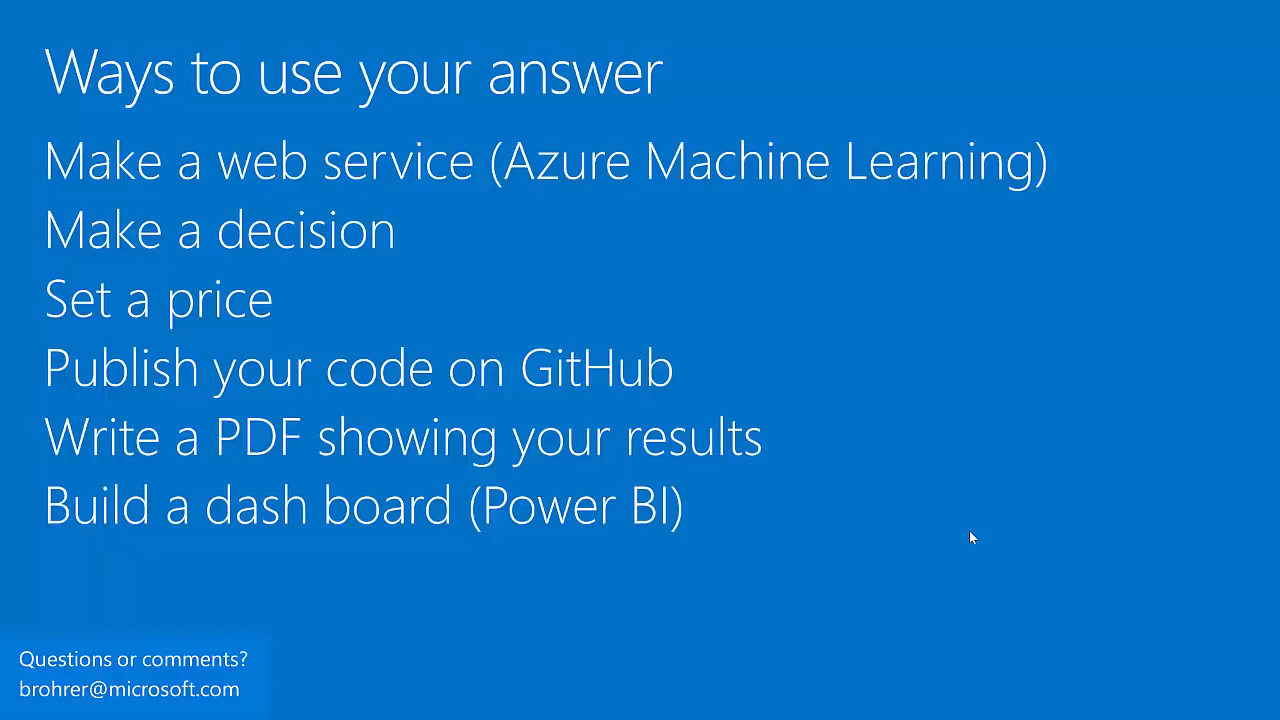 Ways to use your answer
Make a web service (Azure Machine Learning)
Make a decision
Set a price
Publish your code on GitHub
Write a PDF showing your results
Build a dash board (Power BI)
Questions or comments?
brohrer@microsoft.com